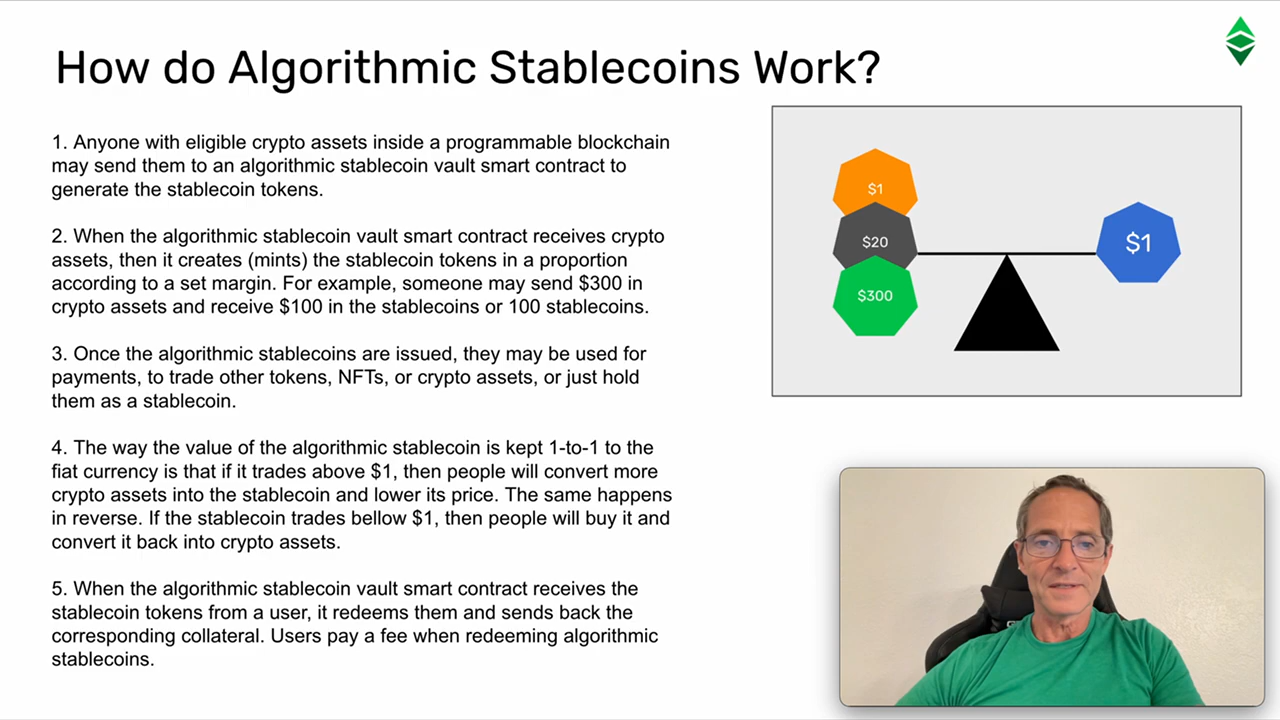 How do Algorithmic Stablecoins Work?
1. Anyone with eligible crypto assets inside a programmable blockchain
may send them to an algorithmic stablecoin vault smart contract to
generate the stablecoin tokens.
2. When the algorithmic stablecoin vault smart contract receives crypto
assets, then it creates (mints) the stablecoin tokens in a proportion
according to a set margin. For example, someone may send $300 in
crypto assets and receive $100 in the stablecoins or 100 stablecoins.
3. Once the algorithmic stablecoins are issued, they may be used for
payments, to trade other tokens, NFTs, or crypto assets, or just hold
them as a stablecoin.
4. The way the value of the algorithmic stablecoin is kept 1-to-1 to the
fiat currency is that if it trades above $1, then people will convert more
crypto assets into the stablecoin and lower its price. The same happens
in reverse. If the stablecoin trades bellow $1, then people will buy it and
convert it back into crypto assets.
5. When the algorithmic stablecoin vault smart contract receives the
stablecoin tokens from a user, it redeems them and sends back the
corresponding collateral. Users pay a fee when redeeming algorithmic
stablecoins.
$1
$20
$300
$1